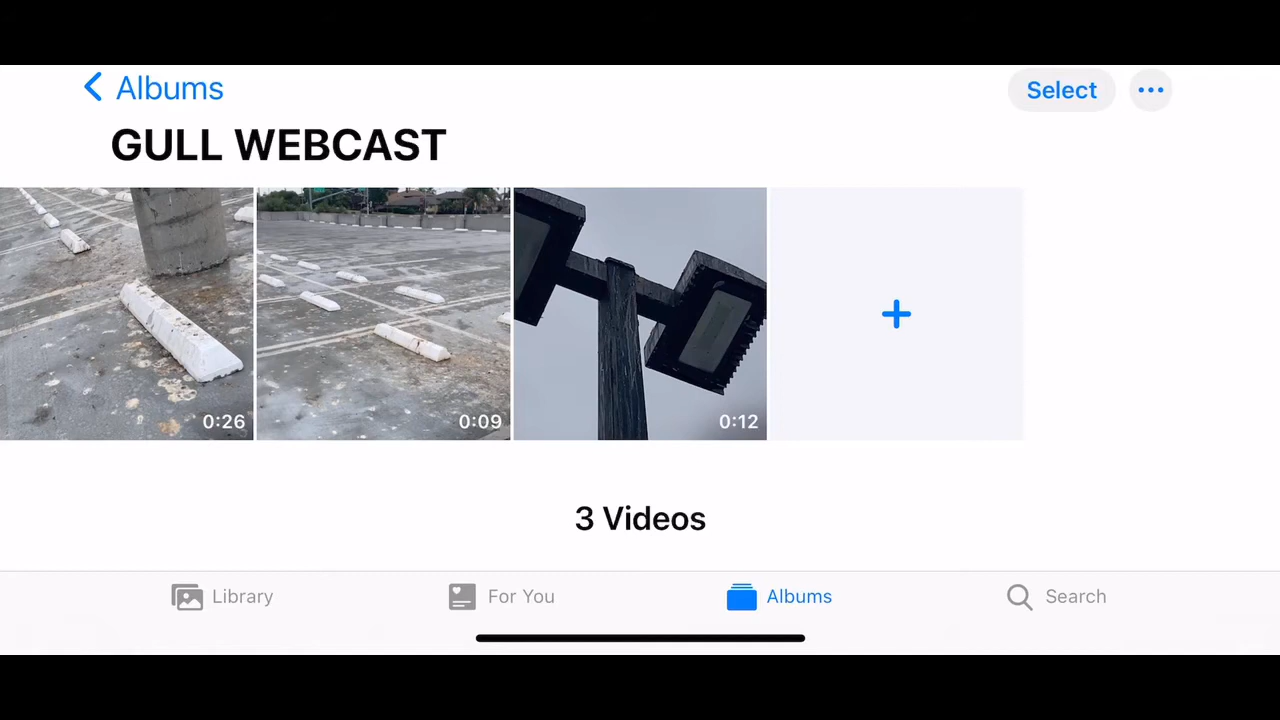 Albums
Select
GULL WEBCAST
0:26
0:09
0:12
3 Videos
Library
For You
Albums
Search